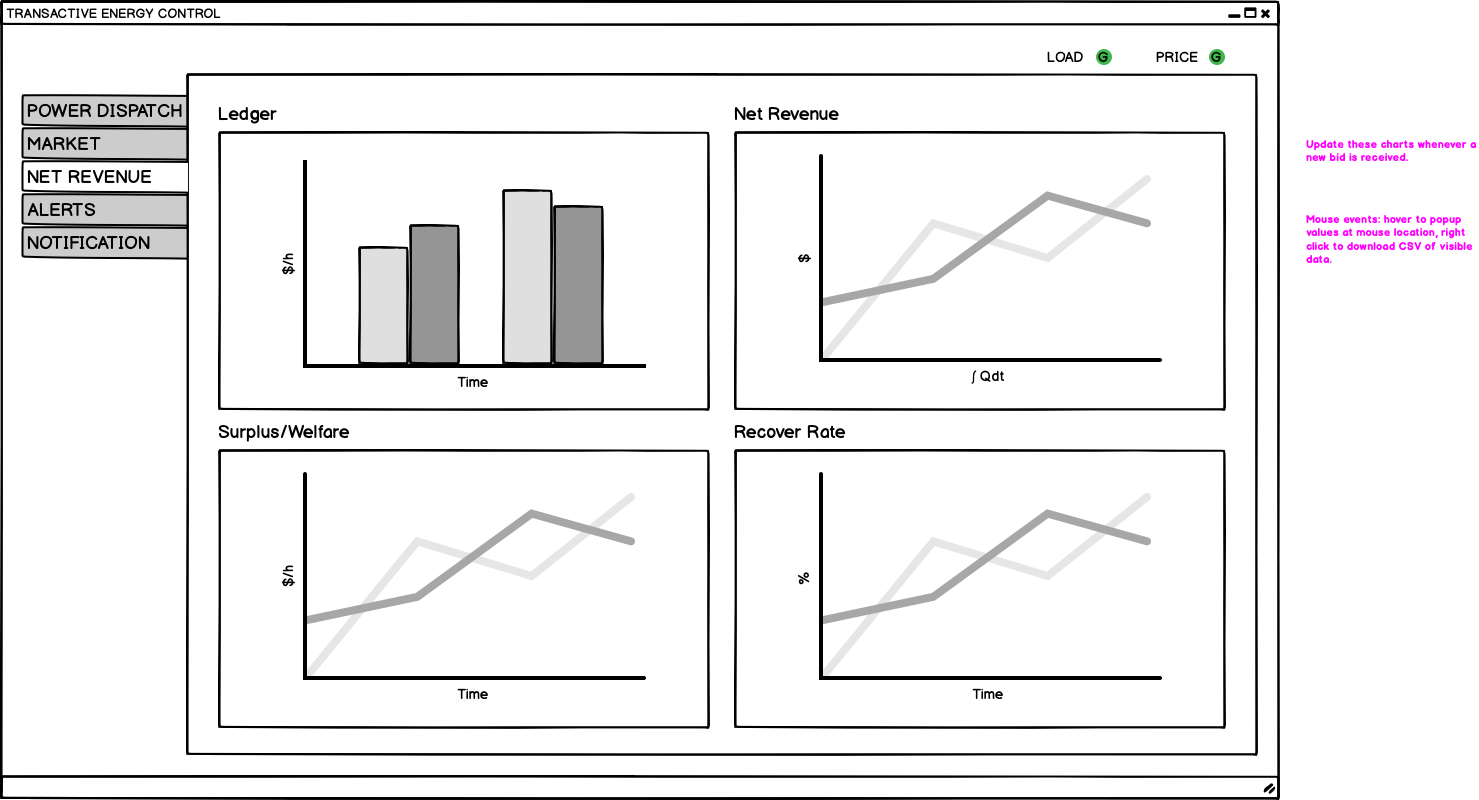 TRANSACTIVE ENERGY CONTROL
LOAD G PRICE G
POWER DISPATCH
MARKET
NET REVENUE
ALERTS
NOTIFICATION
Ledger
$/h
Time
Net Revenue
$
∫ Qdt
Surplus/Welfare
$/h
Time
Recover Rate
%
Time
Update these charts whenever a
new bid is received.
Mouse events: hover to popup
values at mouse location, right
click to download CSV of visible
data.